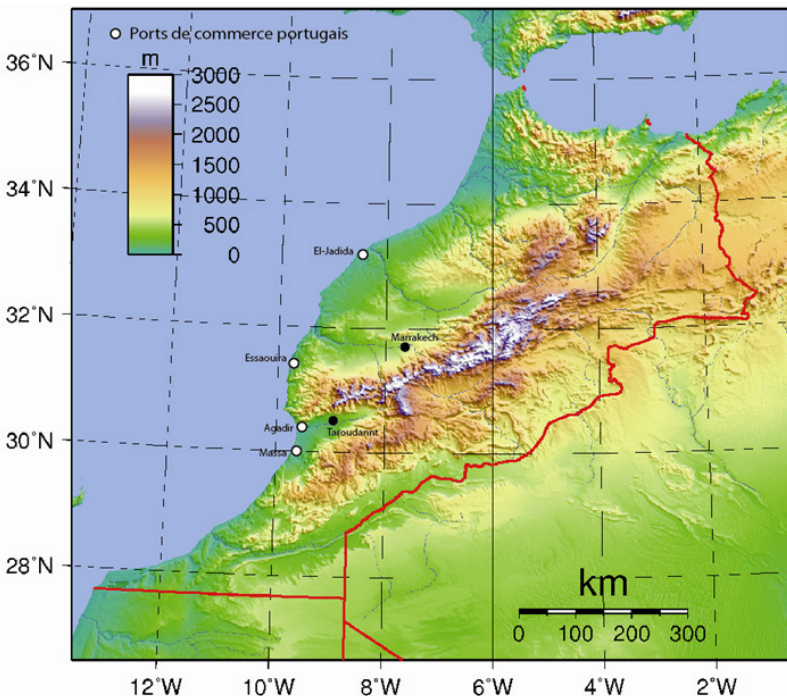 Ports de commerce portugais
m
3000
2500
2000
1500
1000
500
0
36°N
34°N
32°N
30°N
28°N
El-Jadida
Marrakech
Essaouira
Agadir
Taroudannt
Massa
km
0 100 200 300
12°W 10°W 8°W 6°W 4°W 2°W